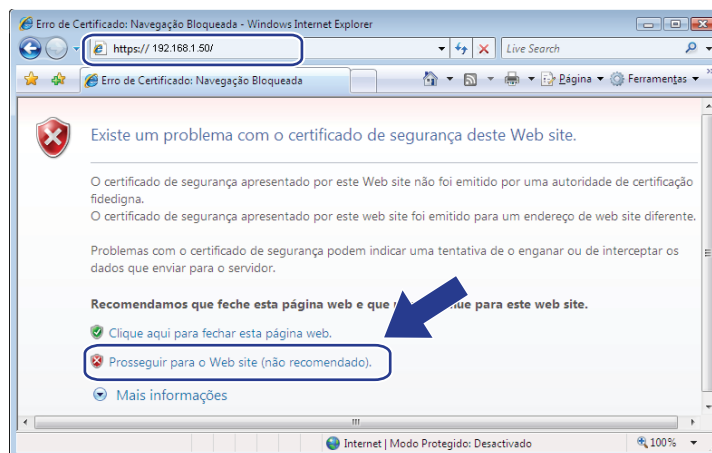 Erro de Certificado: Navegação Bloqueada - Windows Internet Explorer
https:// 192.168.1.50/
Live Search
Erro de Certificado: Navegação Bloqueada
Página
Ferramentas
Existe um problema com o certificado de segurança deste Web site.
O certificado de segurança apresentado por este Web site não foi emitido por uma autoridade de certificação
fidedigna.
O certificado de segurança apresentado por este web site foi emitido para um endereço de web site diferente.
Problemas com o certificado de segurança podem indicar uma tentativa de o enganar ou de interceptar os
dados que enviar para o servidor.
Recomendamos que feche esta página web e que para este web site.
Clique aqui para fechar esta página web.
Prosseguir para o Web site (não recomendado).
Mais informações
Internet | Modo Protegido: Desactivado
100%